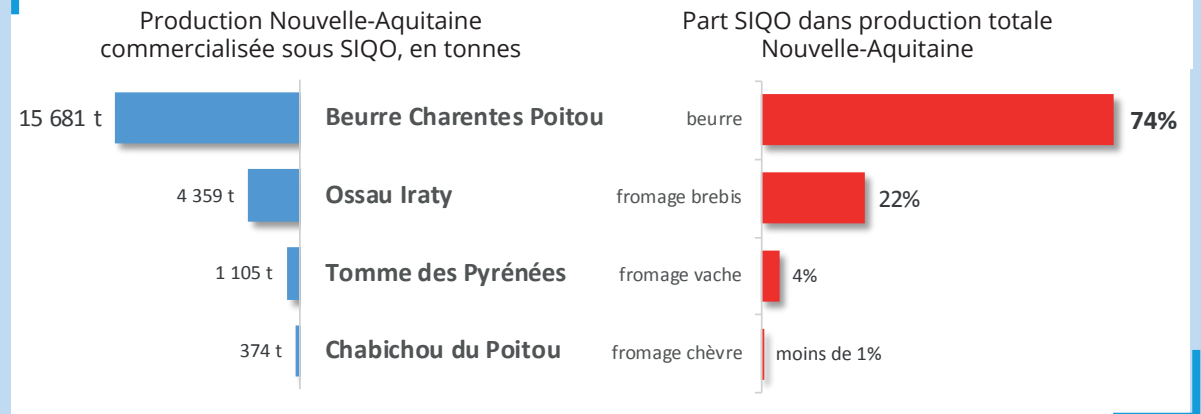 Production Nouvelle-Aquitaine
commercialisée sous SIQO, en tonnes
Part SIQO dans production totale
Nouvelle-Aquitaine
15 681 t Beurre Charentes Poitou beurre 74%
4 359 t Ossau Iraty fromage brebis 22%
1 105 t Tomme des Pyrénées fromage vache 4%
374 t Chabichou du Poitou fromage chèvre moins de 1%